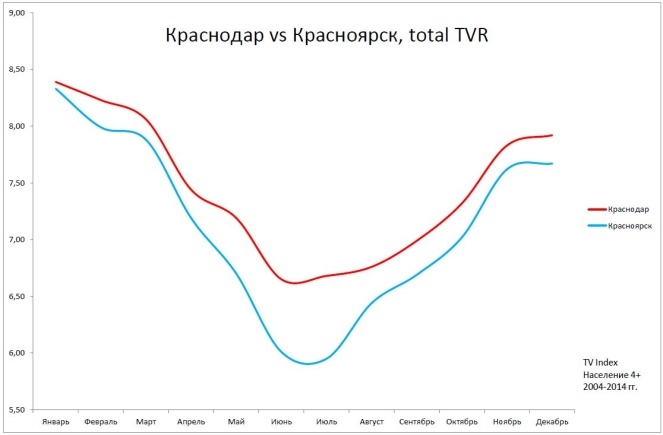 Краснодар vs Красноярск, total TVR
9,00
8,50
8,00
7,50
7,00
6,50
6,00
5,50
Январь Февраль Март Апрель Май Июнь Июль Август Сентябрь Октябрь Ноябрь Декабрь
Краснодар
Красноярск
TV Index
Население 4+
2004-2014 гг.